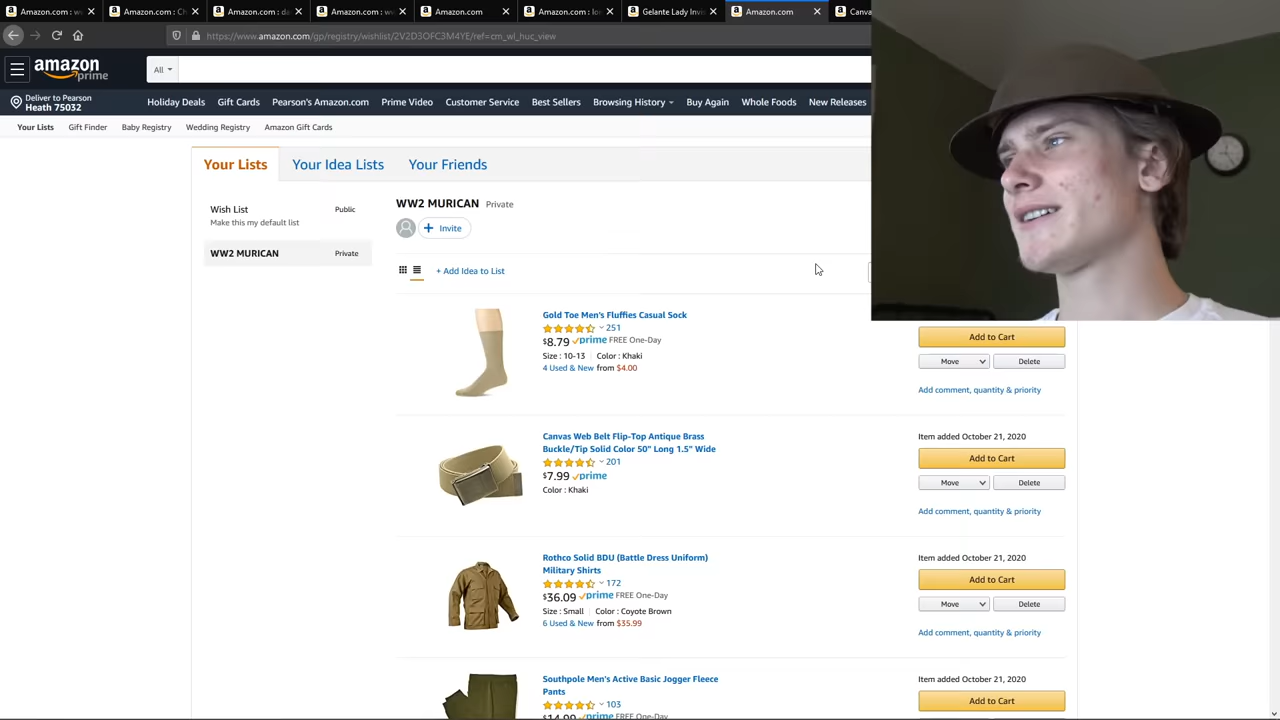 Amazon.com : w
Amazon.com : Ch
Amazon.com : da
Amazon.com : w
Amazon.com
Amazon.com : lo
Gelante Lady Invi
Amazon.com
Canva
https://www.amazon.com/gp/registry/wishlist/2V2D3OFC3M4YE/ref=cm_wl_huc_view
amazon
prime
All
Deliver to Pearson
Heath 75032
Holiday Deals Gift Cards Pearson's Amazon.com Prime Video Customer Service Best Sellers Browsing History Buy Again Whole Foods New Releases
Your Lists Gift Finder Baby Registry Wedding Registry Amazon Gift Cards
Your Lists Your Idea Lists Your Friends
Wish List Public
Make this my default list
WW2 MURICAN Private
WW2 MURICAN Private
+ Invite
+ Add Idea to List
Gold Toe Men's Fluffies Casual Sock
251
$8.79 prime FREE One-Day
Size : 10-13 | Color : Khaki
4 Used & New from $4.00
Add to Cart
Move Delete
Add comment, quantity & priority
Canvas Web Belt Flip-Top Antique Brass
Buckle/Tip Solid Color 50" Long 1.5" Wide
201
$7.99 prime
Color : Khaki
Item added October 21, 2020
Add to Cart
Move Delete
Add comment, quantity & priority
Rothco Solid BDU (Battle Dress Uniform)
Military Shirts
172
$36.09 prime FREE One-Day
Size : Small | Color : Coyote Brown
6 Used & New from $35.99
Item added October 21, 2020
Add to Cart
Move Delete
Add comment, quantity & priority
Southpole Men's Active Basic Jogger Fleece
Pants
103
$14.99 prime FREE One-Day
Item added October 21, 2020
Add to Cart